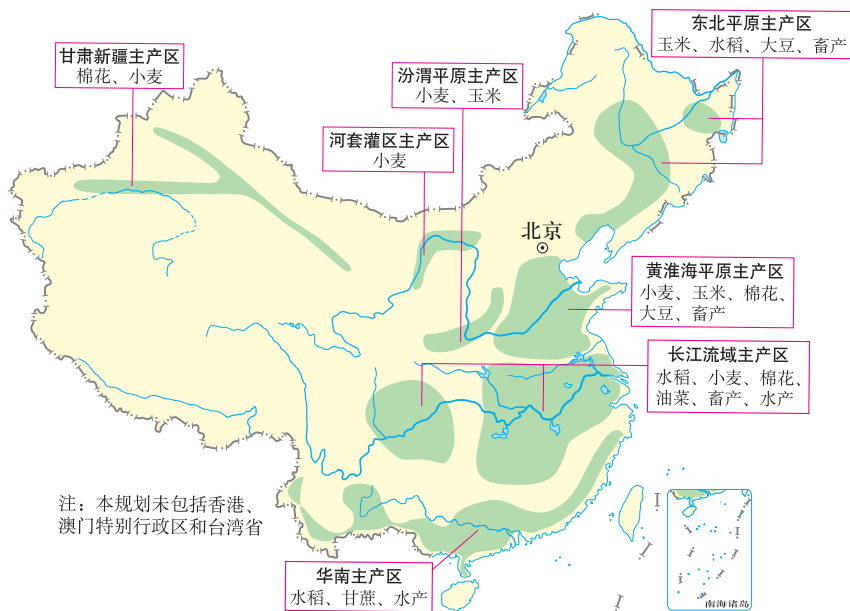 东北平原主产区
玉米、水稻、大豆、畜产
甘肃新疆主产区
棉花、小麦
汾渭平原主产区
小麦、玉米
河套灌区主产区
小麦
北京
黄淮海平原主产区
小麦、玉米、棉花、
大豆、畜产
长江流域主产区
水稻、小麦、棉花、
油菜、畜产、水产
注：本规划未包括香港、
澳门特别行政区和台湾省
华南主产区
水稻、甘蔗、水产
南海诸岛